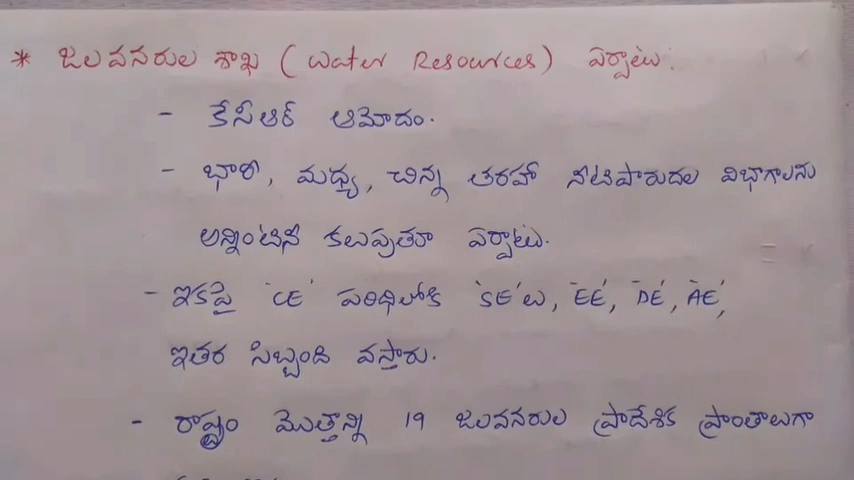 * జలవనరుల శాఖ (Water Resources) ఏర్పాటు:
- కేసీఆర్ ఆమోదం.
- భారీ, మధ్య, చిన్న తరహా నీటిపారుదల విభాగాలను
అన్నింటినీ కలుపుతూ ఏర్పాటు.
- ఇకపై 'CE' పరిధిలోకి 'SE'లు, 'EE', 'DE', 'AE',
ఇతర సిబ్బంది వస్తారు.
- రాష్ట్రం మొత్తాన్ని 19 జలవనరుల ప్రాదేశిక ప్రాంతాలుగా